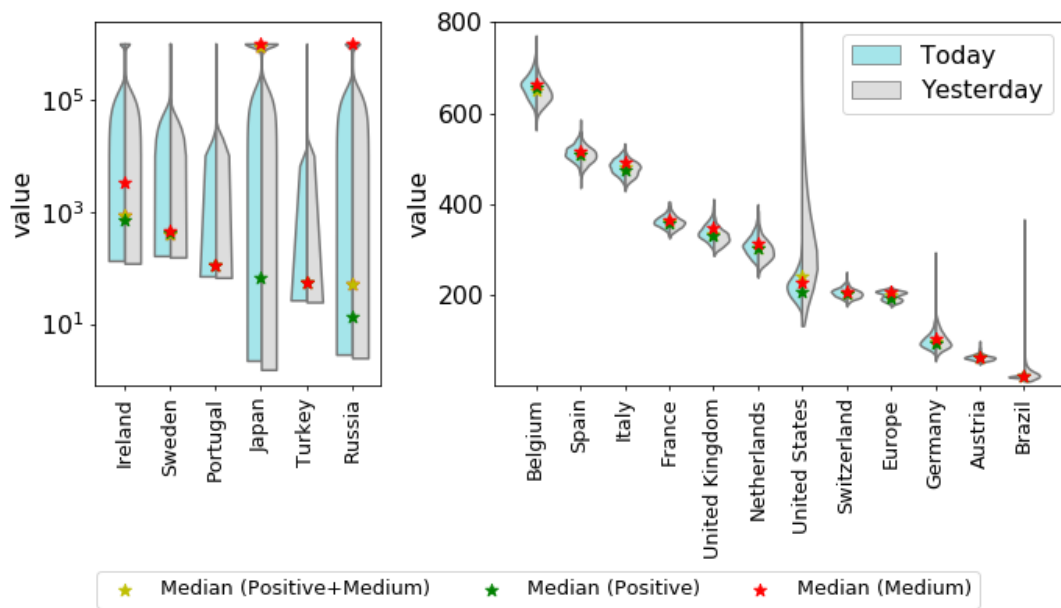 value
10^5
10^3
10^1
Ireland
Sweden
Portugal
Japan
Turkey
Russia
value
800
600
400
200
Today
Yesterday
Belgium
Spain
Italy
France
United Kingdom
Netherlands
United States
Switzerland
Europe
Germany
Austria
Brazil
Median (Positive+Medium) Median (Positive) Median (Medium)